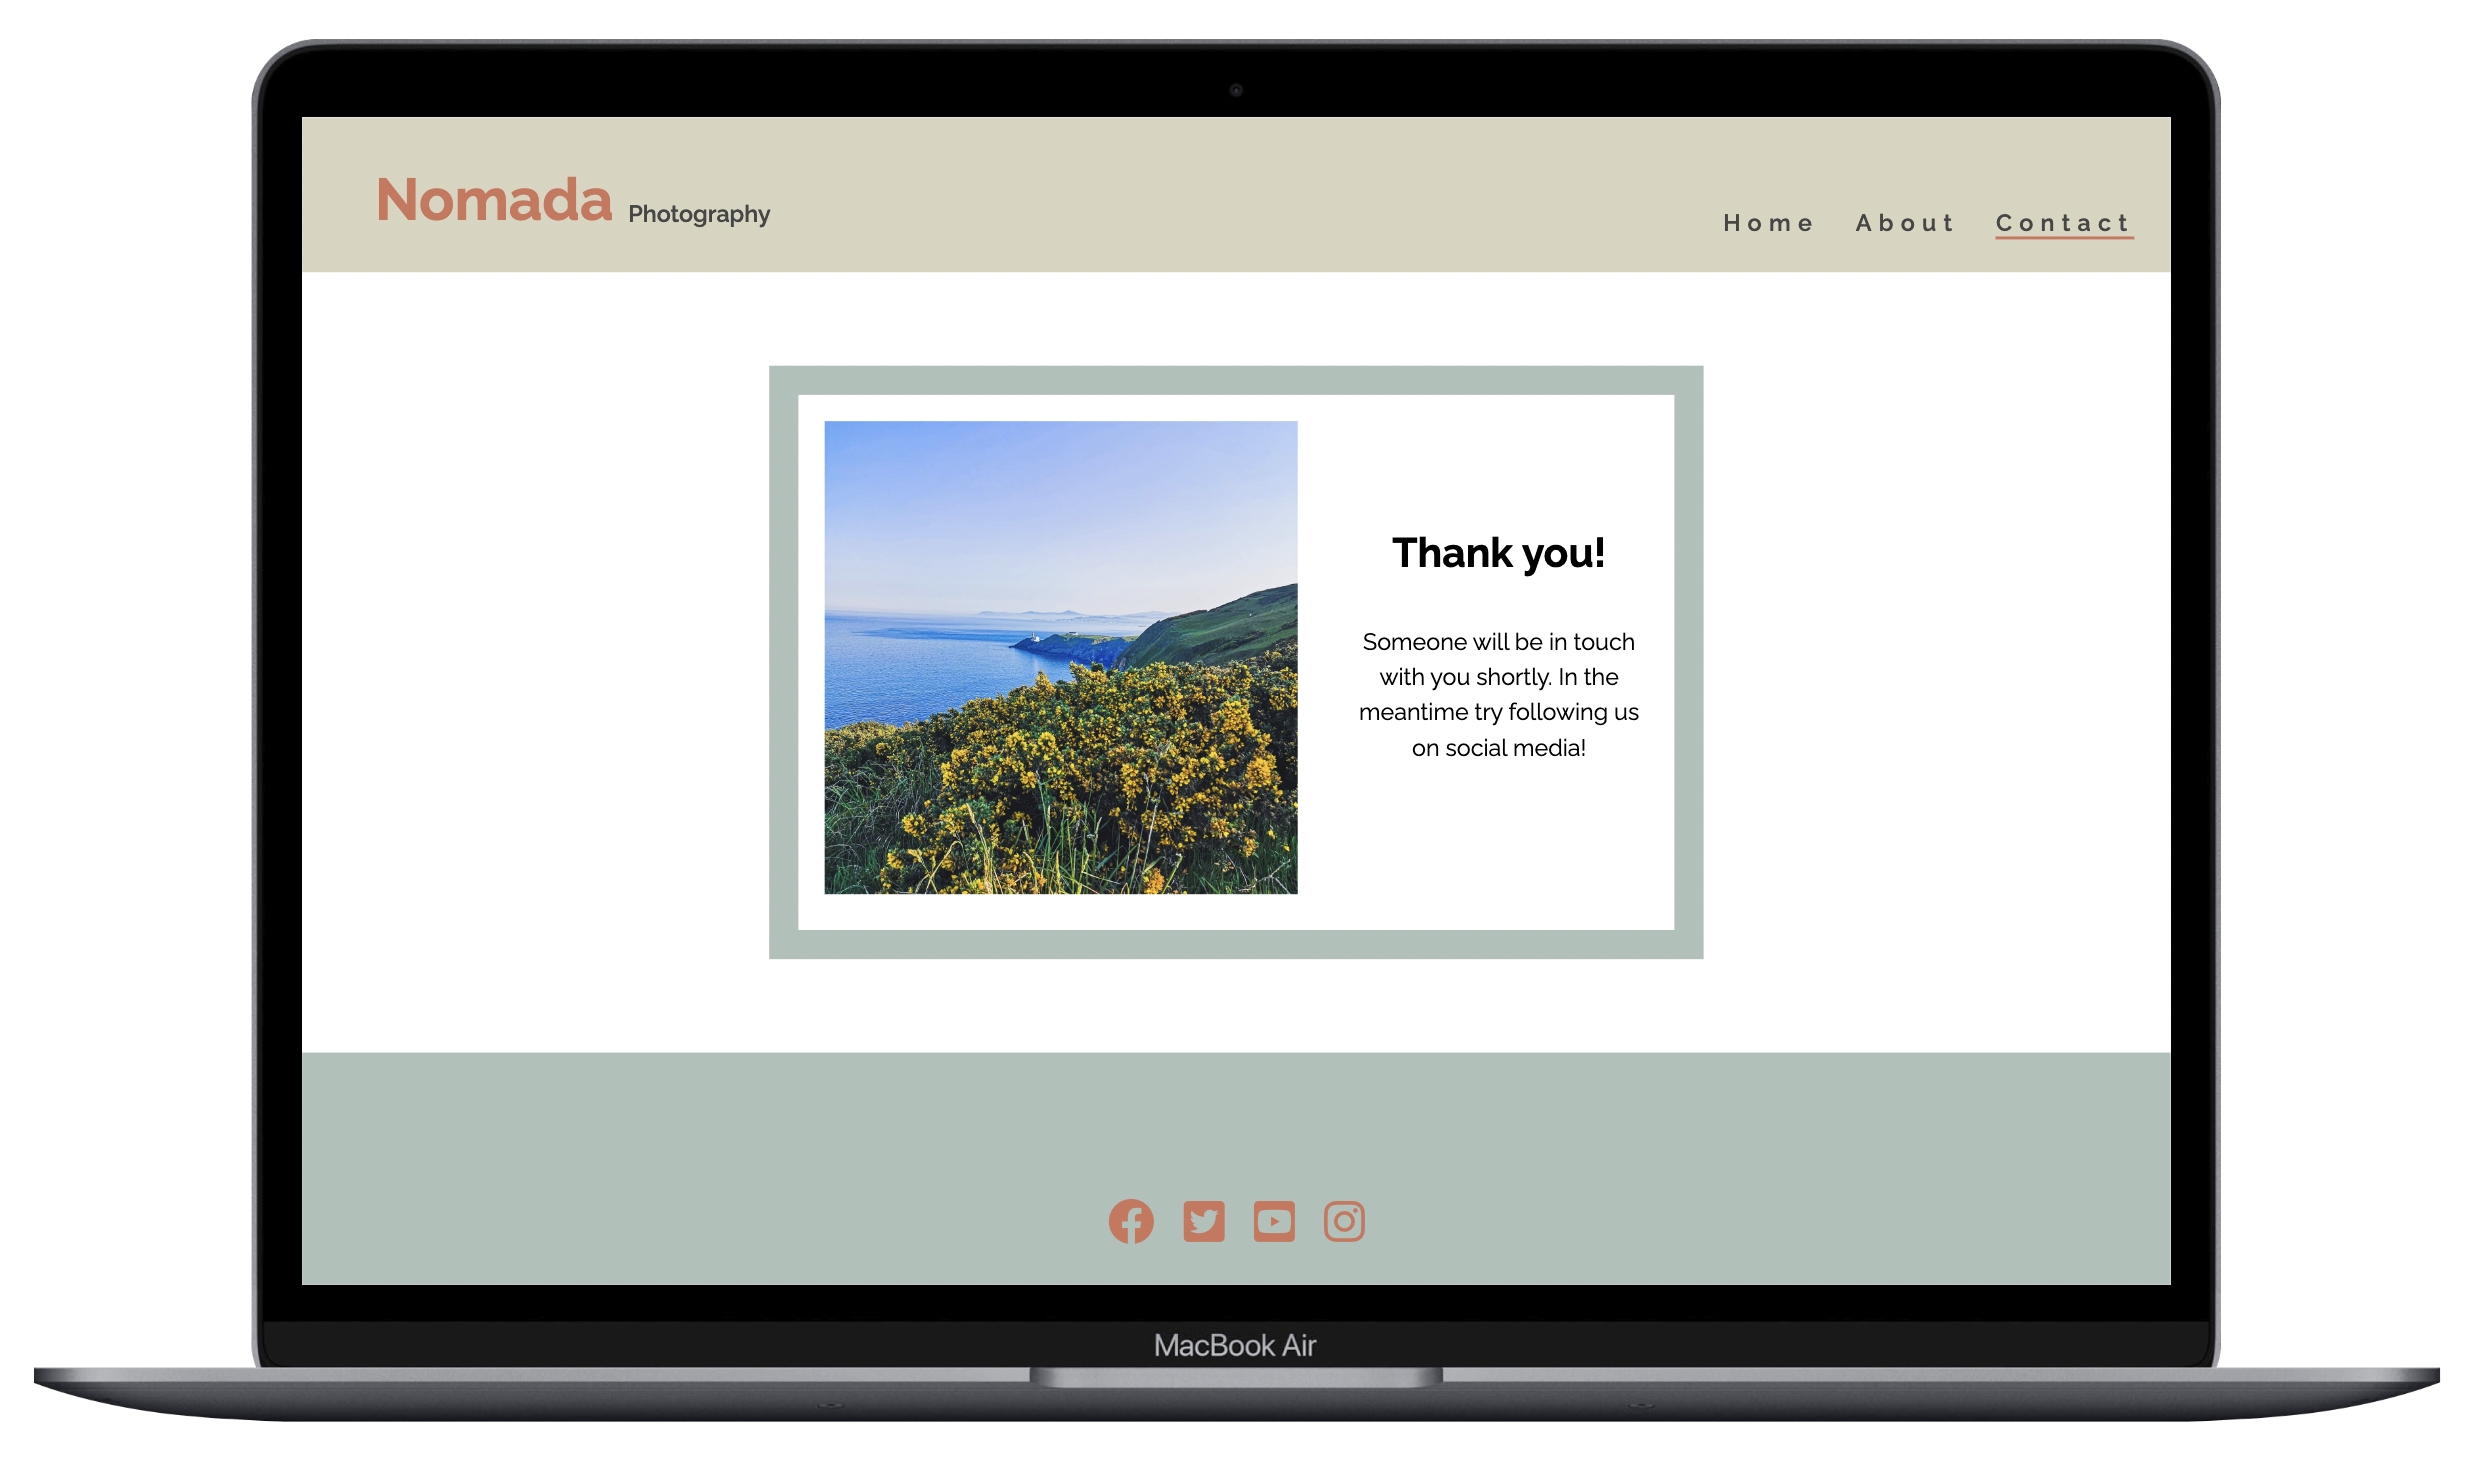 Nomada Photography
Home About Contact
Thank you!
Someone will be in touch
with you shortly. In the
meantime try following us
on social media!
MacBook Air